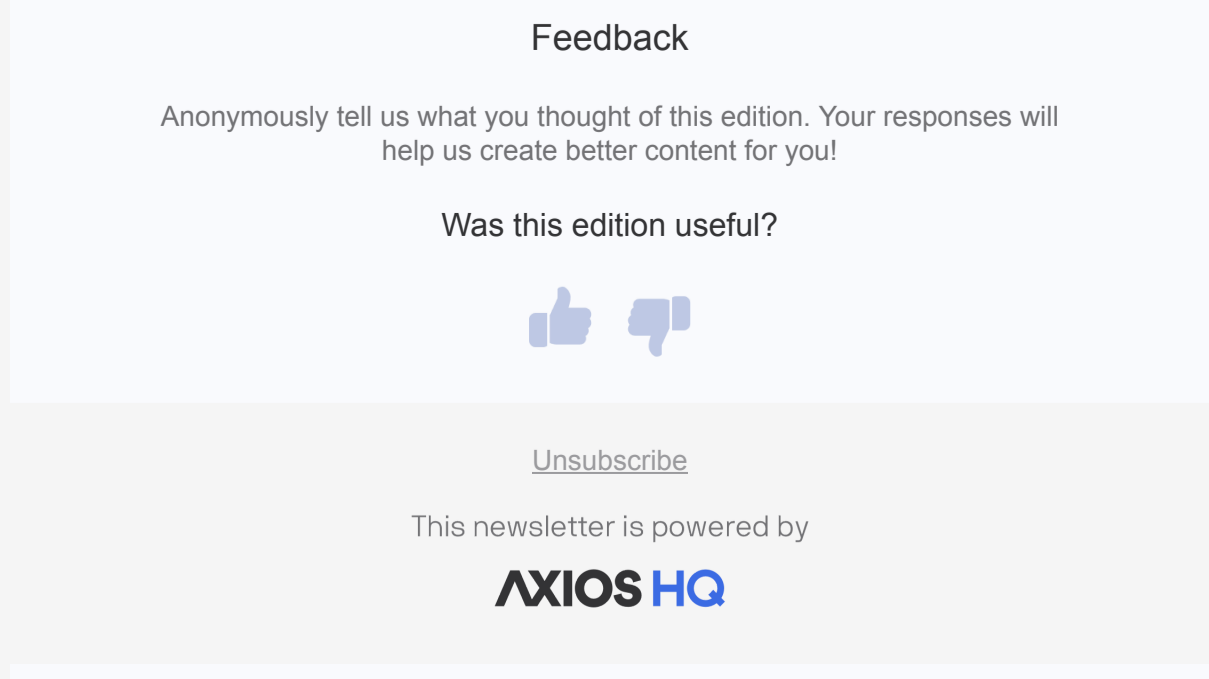 Feedback
Anonymously tell us what you thought of this edition. Your responses will
help us create better content for you!
Was this edition useful?
Unsubscribe
This newsletter is powered by
AXIOS HQ